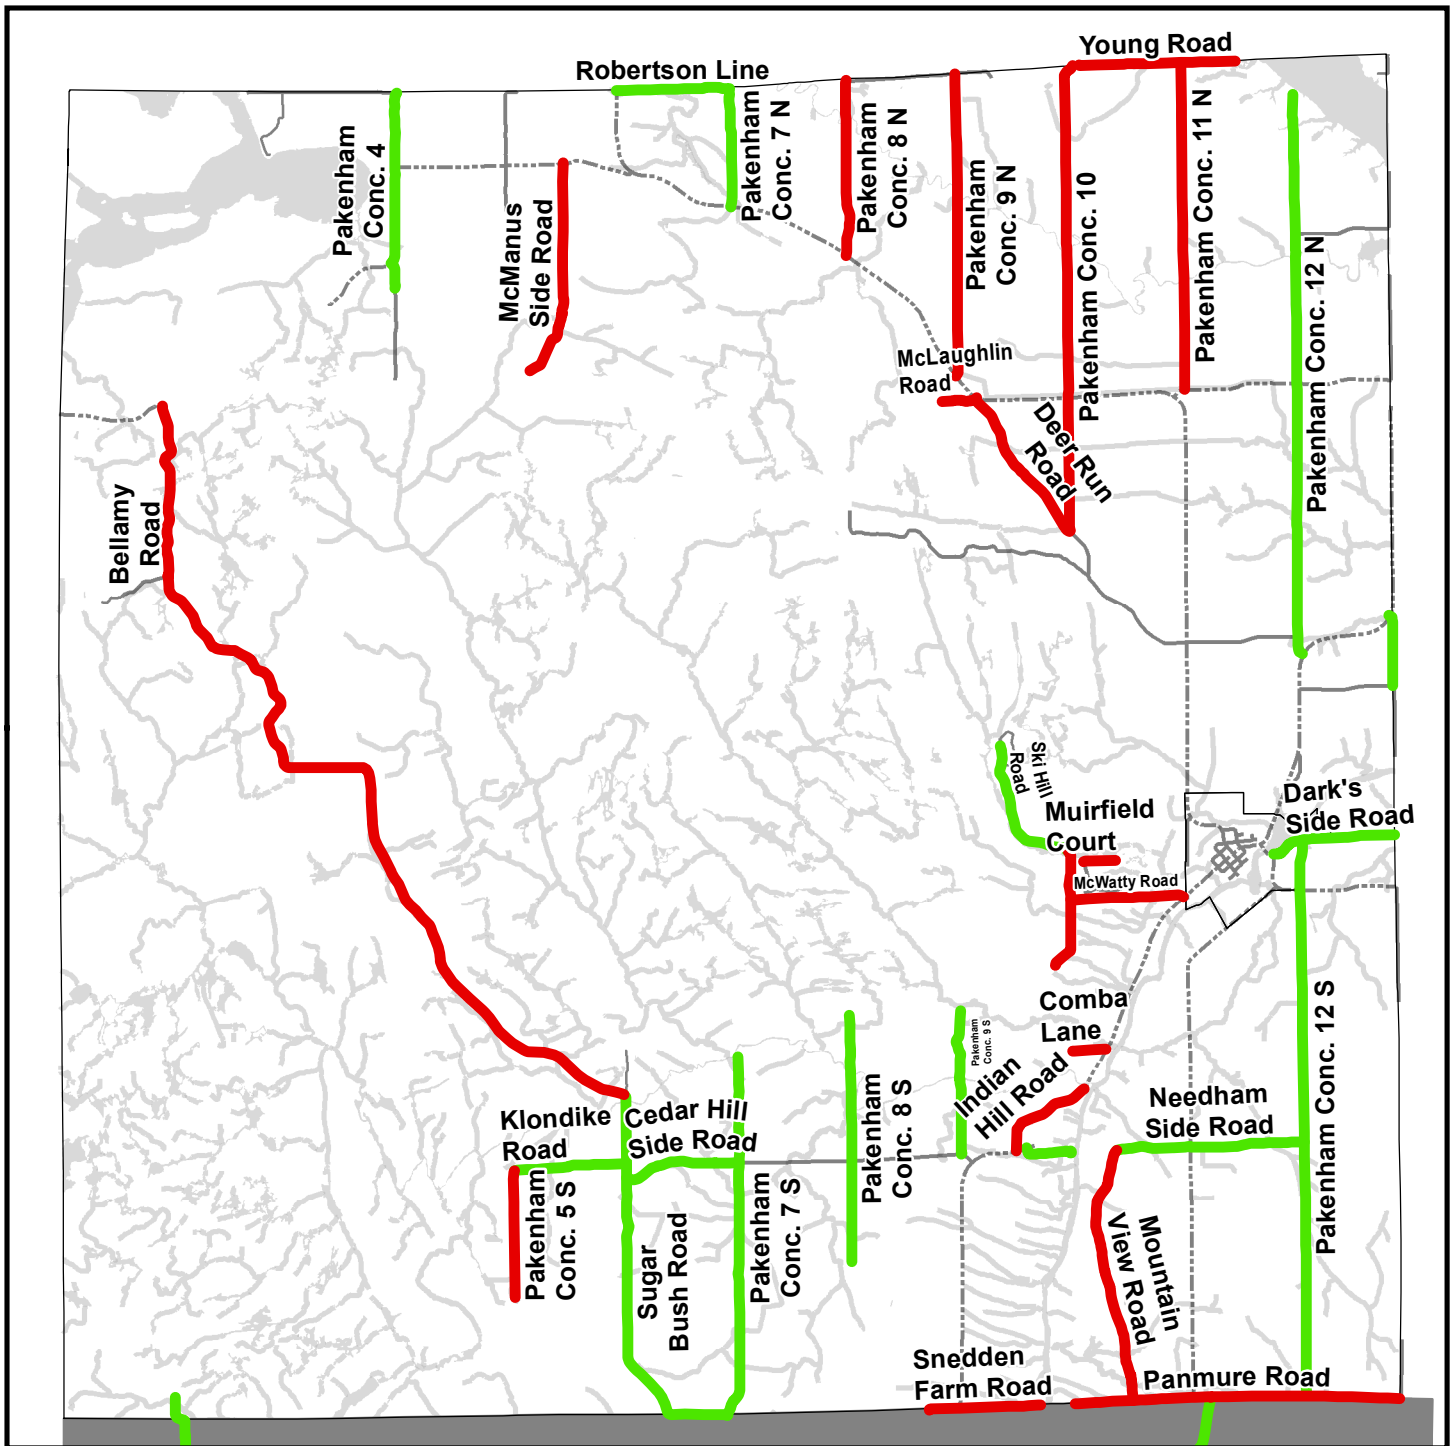 Young Road
Robertson Line
Pakenham
Conc. 4
McManus
Side Road
Pakenham
Conc. 7 N
Pakenham
Conc. 8 N
Pakenham
Conc. 9 N
Pakenham Conc. 10
Pakenham Conc. 11 N
Pakenham Conc. 12 N
McLaughlin
Road
Deer Run
Road
Bellamy
Road
Ski Hill
Road
Muirfield
Court
McWatty Road
Dark's
Side Road
Comba
Lane
Pakenham
Conc. 9 S
Indian
Hill Road
Needham
Side Road
Pakenham Conc. 12 S
Klondike
Road
Cedar Hill
Side Road
Pakenham
Conc. 5 S
Sugar
Bush Road
Pakenham
Conc. 7 S
Pakenham
Conc. 8 S
Mountain
View Road
Snedden
Farm Road
Panmure Road